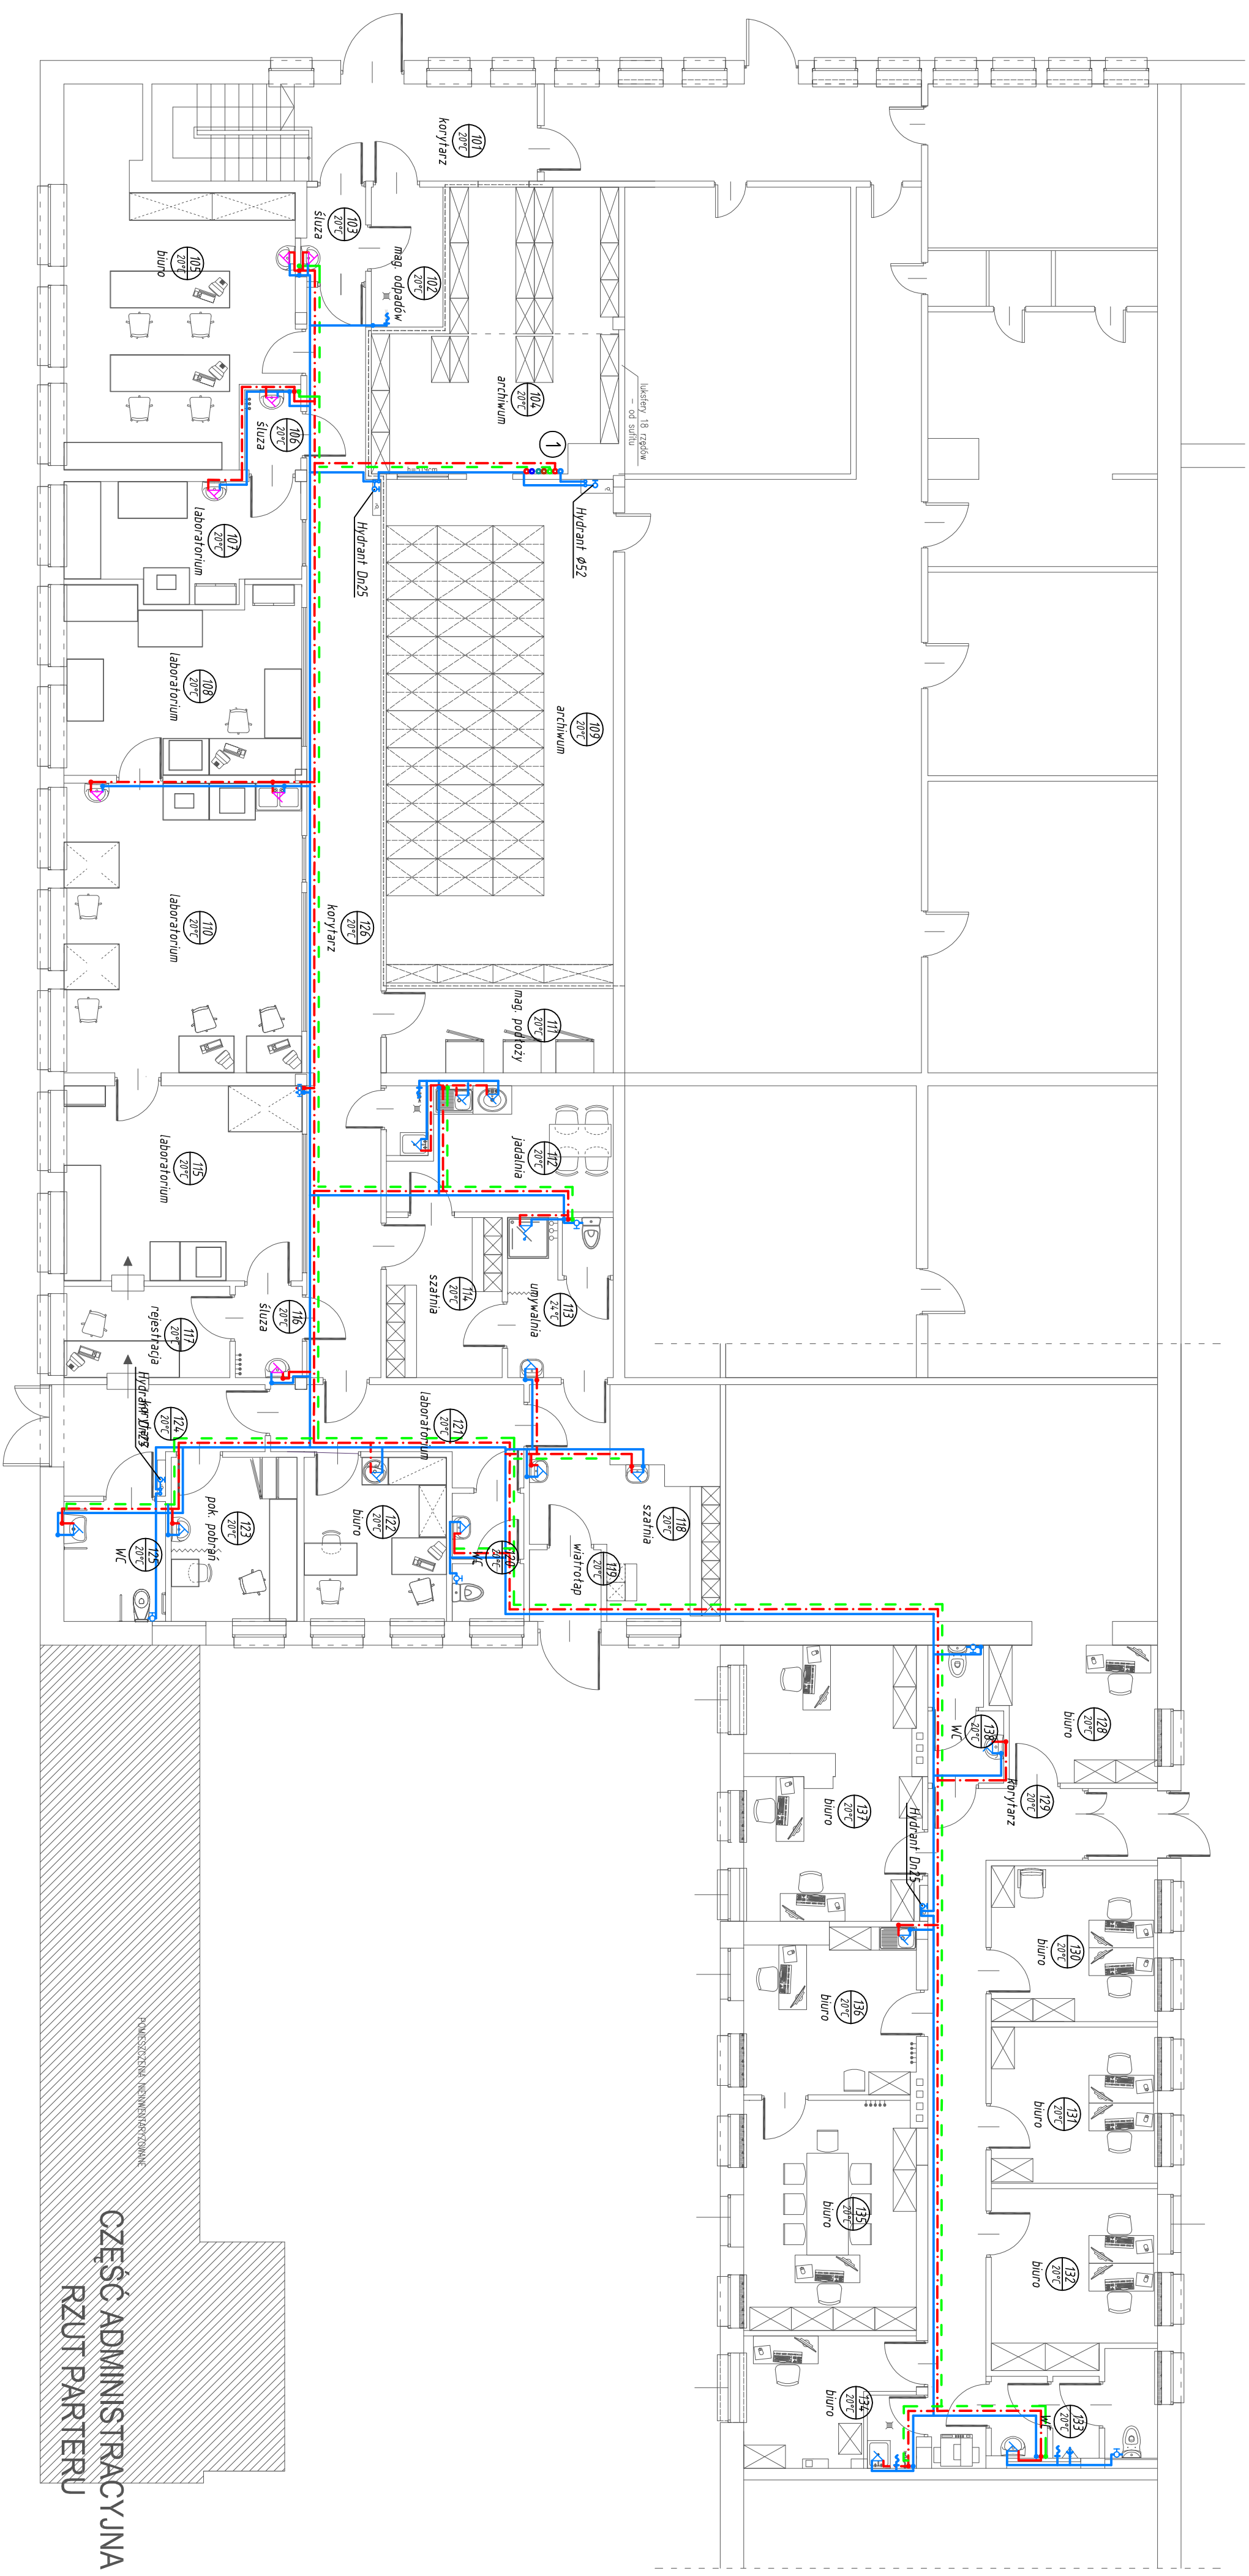 101
20°C
korytarz
103
20°C
śluza
102
20°C
mag. odpadów
105
20°C
biuro
104
20°C
archiwum
luksfery 18 rzędów
- od sufitu
1
106
20°C
śluza
Hydrant Ø52
Hydrant Dn25
107
20°C
laboratorium
108
20°C
laboratorium
109
20°C
archiwum
110
20°C
laboratorium
126
20°C
korytarz
111
20°C
mag. podłoży
112
20°C
jadalnia
115
20°C
laboratorium
113
24°C
umywalnia
114
20°C
szatnia
116
20°C
śluza
117
20°C
rejestracja
Hydrant Dn25
124
20°C
121
20°C
laboratorium
118
20°C
szatnia
119
20°C
wiatrołap
120
20°C
WC
122
20°C
biuro
123
20°C
pok. pobrań
125
20°C
WC
128
20°C
biuro
138
20°C
WC
129
20°C
Korytarz
137
20°C
biuro
Hydrant Dn25
130
20°C
biuro
136
20°C
biuro
131
20°C
biuro
135
20°C
biuro
132
20°C
biuro
134
20°C
biuro
133
20°C
WC
POMIESZCZENIA NIEINWENTARYZOWANE
CZĘŚĆ ADMINISTRACYJNA
RZUT PARTERU